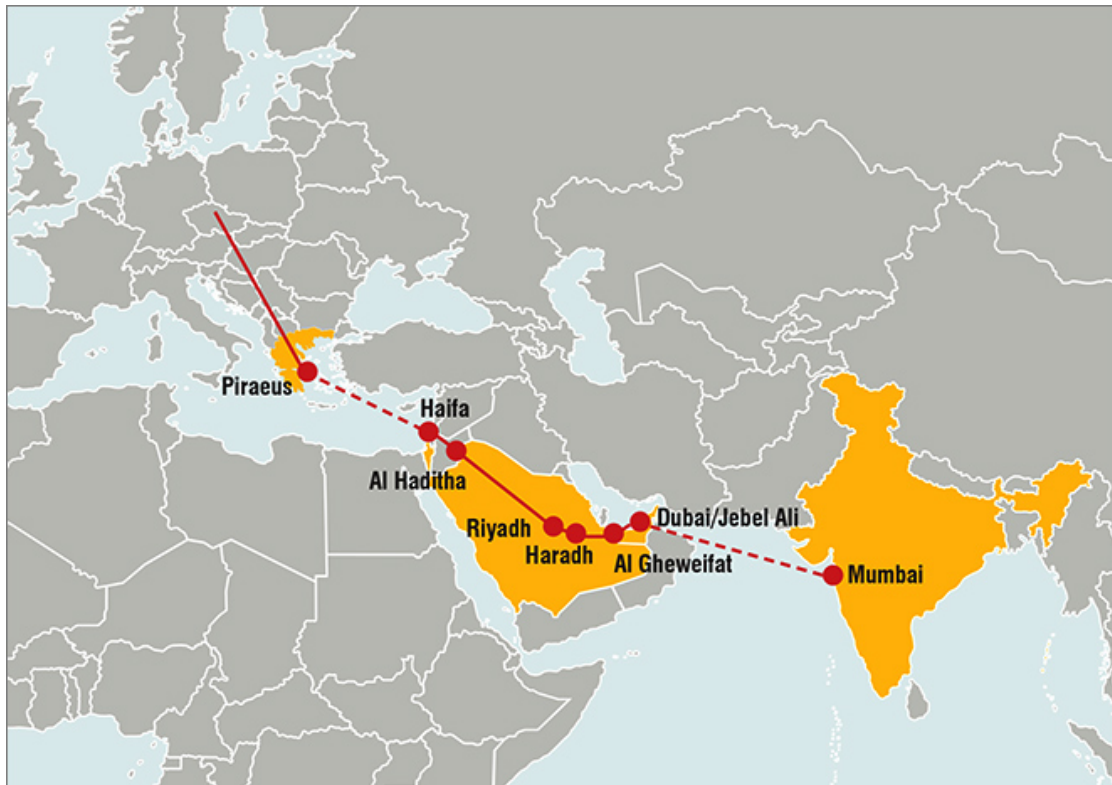 Piraeus
Haifa
Al Haditha
Riyadh
Haradh
Al Gheweifat
Dubai/Jebel Ali
Mumbai